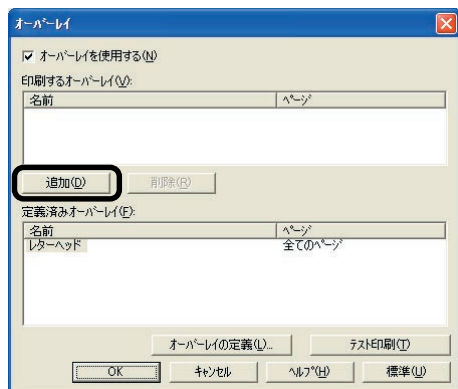 オーバーレイ
オーバーレイを使用する(N)
印刷するオーバーレイ(V):
名前 ページ
追加(D) 削除(R)
定義済みオーバーレイ(F):
名前 ページ
レターヘッド 全てのページ
オーバーレイの定義(L)... テスト印刷(T)
OK キャンセル ヘルプ(H) 標準(U)